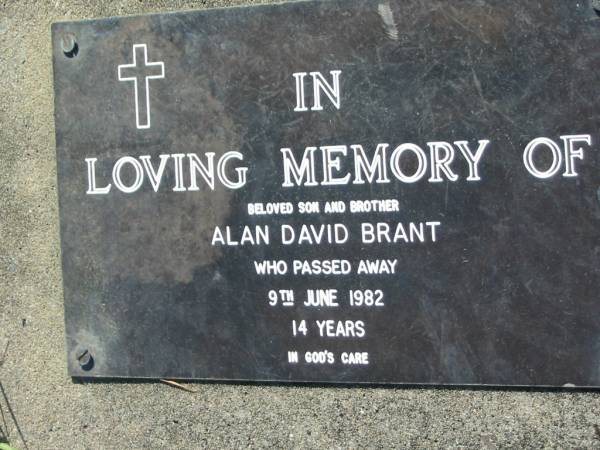 IN
LOVING MEMORY OF
BELOVED SON AND BROTHER
ALAN DAVID BRANT
WHO PASSED AWAY
9TH JUNE 1982
14 YEARS
IN GOD'S CARE